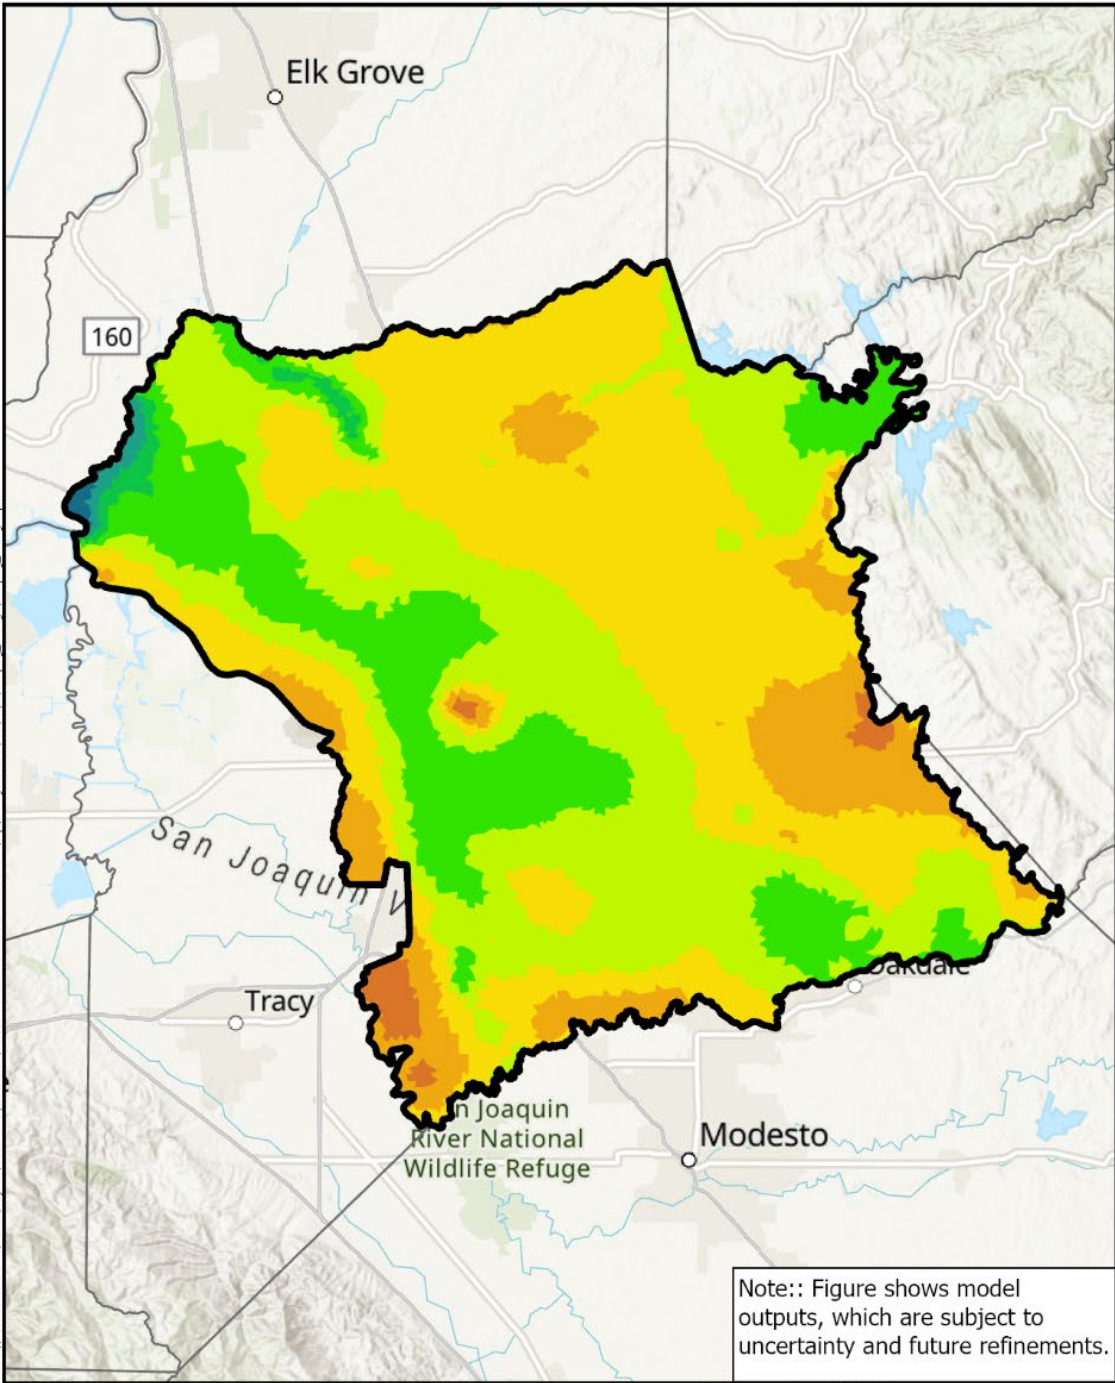 Elk Grove
160
San Joaquin V
Oakdale
Tracy
n Joaquin
River National
Wildlife Refuge
Modesto
Note:: Figure shows model
outputs, which are subject to
uncertainty and future refinements.